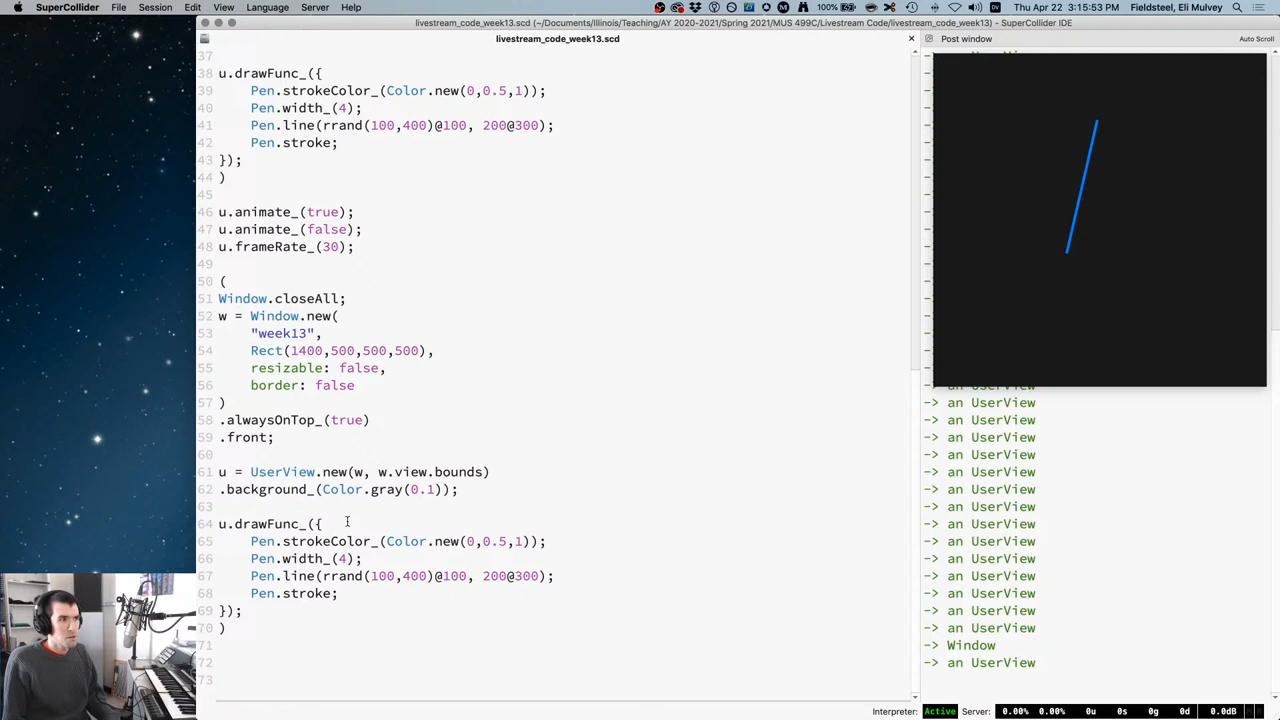 SuperCollider File Session Edit View Language Help 100% Thu Apr 22 3:15:53 PM Fieldsteel, Eli Mulvey
livestream_code_week13.scd (~/Documents/Illinois/Teaching/AY 2020-2021/Spring 2021/MUS 499C/Livestream Code/livestream_code_week13) - SuperCollider IDE
livestream_code_week13.scd
Post window
Auto Scroll
37
38 u.drawFunc_({
39 Pen.strokeColor_(Color.new(0,0.5,1));
40 Pen.width_(4);
41 Pen.line(rrand(100,400)@100, 200@300);
42 Pen.stroke;
43 });
44 )
45
46 u.animate_(true);
47 u.animate_(false);
48 u.frameRate_(30);
49
50 (
51 Window.closeAll;
52 w = Window.new(
53 "week13",
54 Rect(1400,500,500,500),
55 resizable: false,
56 border: false
57 )
58 .alwaysOnTop_(true)
59 .front;
60
61 u = UserView.new(w, w.view.bounds)
62 .background_(Color.gray(0.1));
63
64 u.drawFunc_({
65 Pen.strokeColor_(Color.new(0,0.5,1));
66 Pen.width_(4);
67 Pen.line(rrand(100,400)@100, 200@300);
68 Pen.stroke;
69 });
70 )
71
72
73
-> an UserView
-> an UserView
-> an UserView
-> an UserView
-> an UserView
-> an UserView
-> an UserView
-> an UserView
-> an UserView
-> an UserView
-> an UserView
-> an UserView
-> an UserView
-> an UserView
-> Window
-> an UserView
Interpreter: Active Server: 0.00% 0.00% 0u 0s 0g 0d 0.0dB